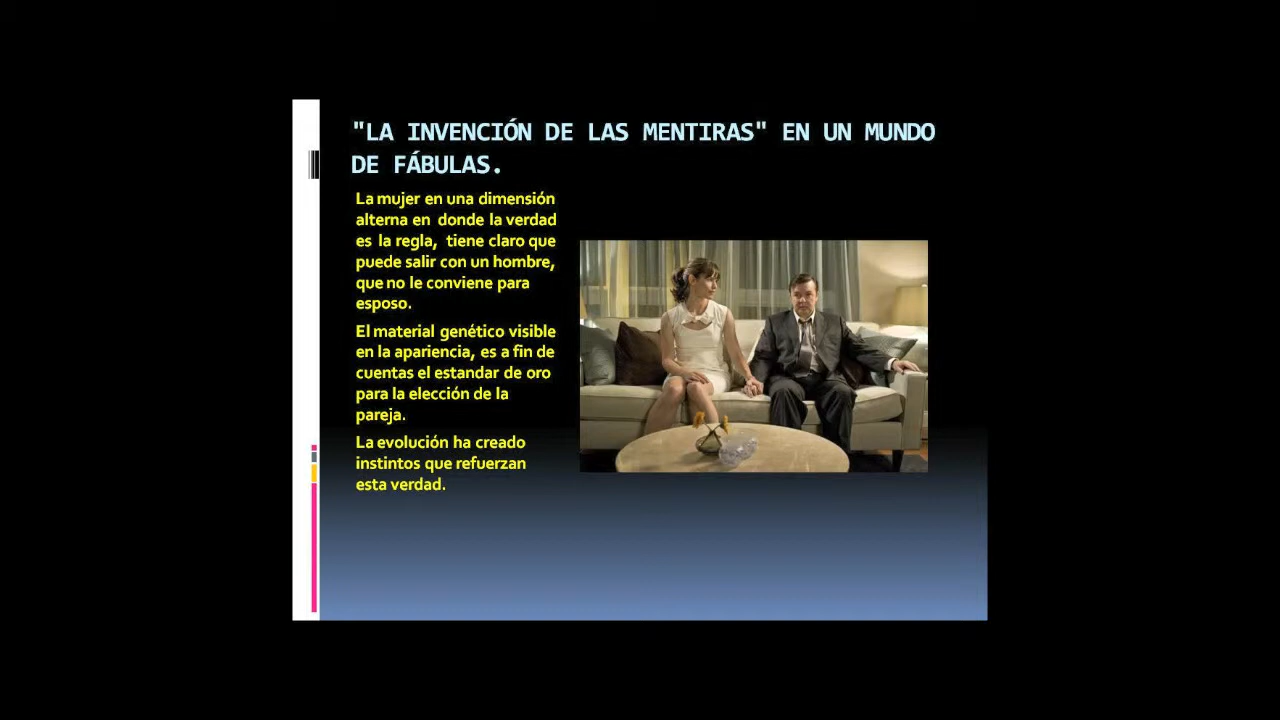 "LA INVENCIÓN DE LAS MENTIRAS" EN UN MUNDO
DE FÁBULAS.
La mujer en una dimensión
alterna en donde la verdad
es la regla, tiene claro que
puede salir con un hombre,
que no le conviene para
esposo.
El material genético visible
en la apariencia, es a fin de
cuentas el estandar de oro
para la elección de la
pareja.
La evolución ha creado
instintos que refuerzan
esta verdad.